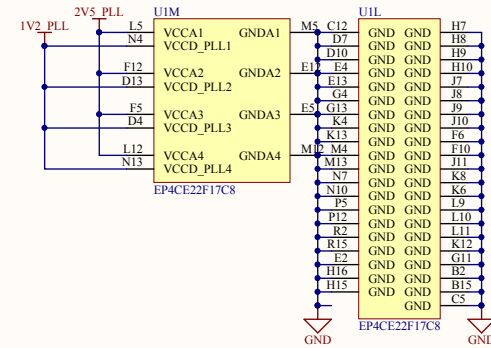 2V5_PLL
1V2_PLL
U1M
L5 VCCA1 GNDA1 M5
N4 VCCD_PLL1
F12 VCCA2 GNDA2 E12
D13 VCCD_PLL2
F5 VCCA3 GNDA3 E5
D4 VCCD_PLL3
L12 VCCA4 GNDA4 M12
N13 VCCD_PLL4
EP4CE22F17C8
U1L
C12 GND GND H7
D7 GND GND H8
D10 GND GND H9
E4 GND GND H10
E13 GND GND J7
G4 GND GND J8
G13 GND GND J9
K4 GND GND J10
K13 GND GND F6
M4 GND GND F10
M13 GND GND J11
N7 GND GND K8
N10 GND GND K6
P5 GND GND L9
P12 GND GND L10
R2 GND GND L11
R15 GND GND K12
E2 GND GND G11
H16 GND GND B2
H15 GND GND B15
GND C5
EP4CE22F17C8
GND
GND